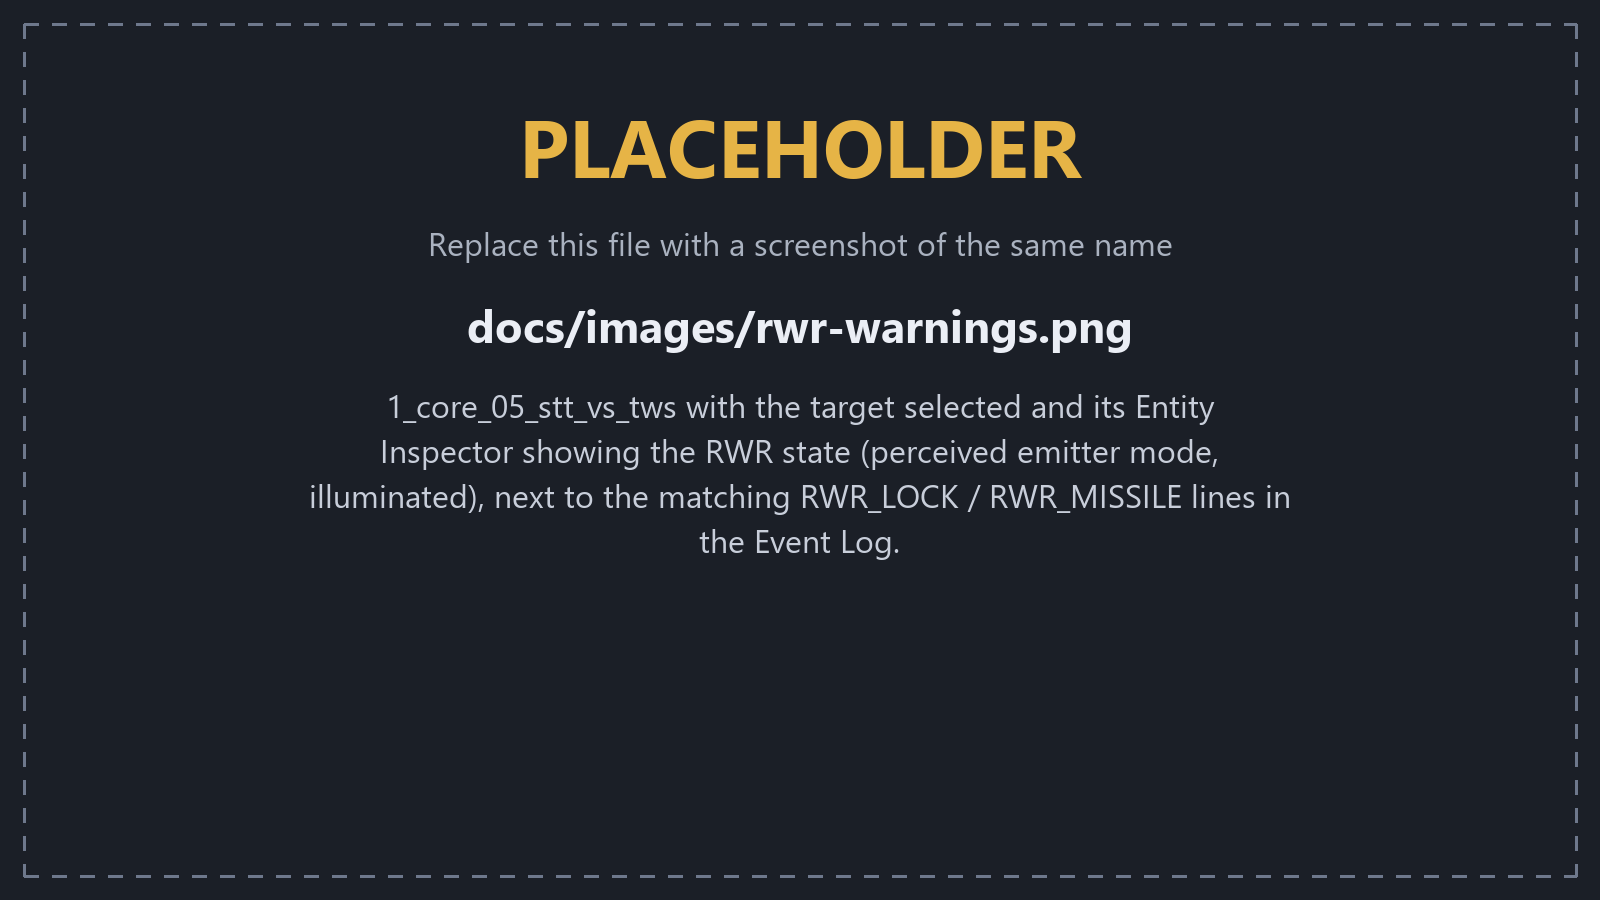 PLACEHOLDER
Replace this file with a screenshot of the same name
docs/images/rwr-warnings.png
1_core_05_stt_vs_tws with the target selected and its Entity
Inspector showing the RWR state (perceived emitter mode,
illuminated), next to the matching RWR_LOCK / RWR_MISSILE lines in
the Event Log.